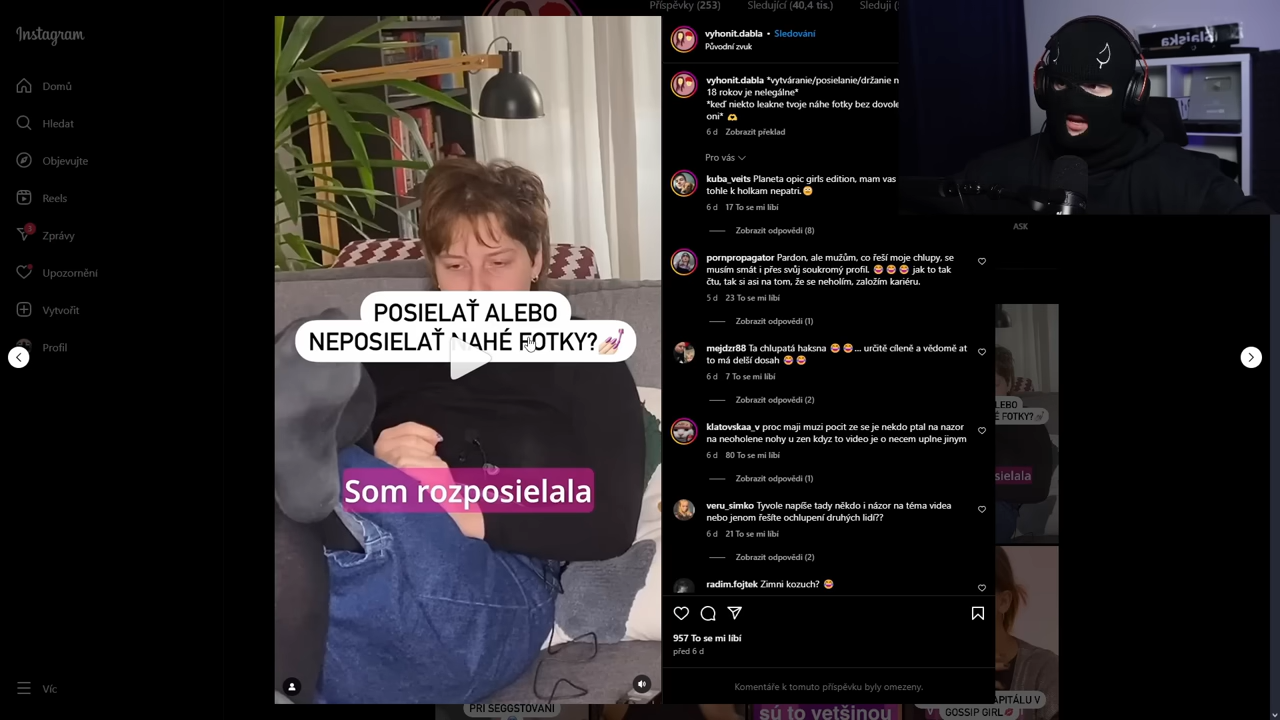 Instagram
Domů
Hledat
Objevujte
Reels
3
Zprávy
Upozornění
Vytvořit
Profil
Víc
Příspěvky (253)
Sledující (40,4 tis.)
Sleduji
POSIELAŤ ALEBO
NEPOSIELAŤ NAHÉ FOTKY?💅
Som rozposielala
vyhonit.dabla • Sledování
Původní zvuk
vyhonit.dabla *vytváranie/posielanie/držanie n
18 rokov je nelegálne*
*keď niekto leakne tvoje náhe fotky bez dovole
oni* 🫶
6 d Zobrazit překlad
Pro vás
kuba_veits Planeta opic girls edition, mam vas
tohle k holkam nepatri.
6 d 17 To se mi líbí
Zobrazit odpovědi (8)
pornpropagator Pardon, ale mužům, co řeší moje chlupy, se
musím smát i přes svůj soukromý profil. 😂😂😂 jak to tak
čtu, tak si asi na tom, že se neholím, založím kariéru.
5 d 23 To se mi líbí
Zobrazit odpovědi (1)
mejdzr88 Ta chlupatá haksna 😂😂... určitě cíleně a vědomě at
to má delší dosah 😂😂
6 d 7 To se mi líbí
Zobrazit odpovědi (2)
klatovskaa_v proc maji muzi pocit ze se je nekdo ptal na nazor
na neoholene nohy u zen kdyz to video je o necem uplne jinym
6 d 80 To se mi líbí
Zobrazit odpovědi (1)
veru_simko Tyvole napíše tady někdo i názor na téma videa
nebo jenom řešíte ochlupení druhých lidí??
6 d 21 To se mi líbí
Zobrazit odpovědi (2)
radim.fojtek Zimni kozuch? 😂
957 To se mi líbí
před 6 d
Komentáře k tomuto příspěvku byly omezeny.
ASK
LEBO
FOTKY?💅
sielala
PRI SEGGSTOVANÍ
sú to vetšinou
KAPITÁLU V
GOSSIP GIRL